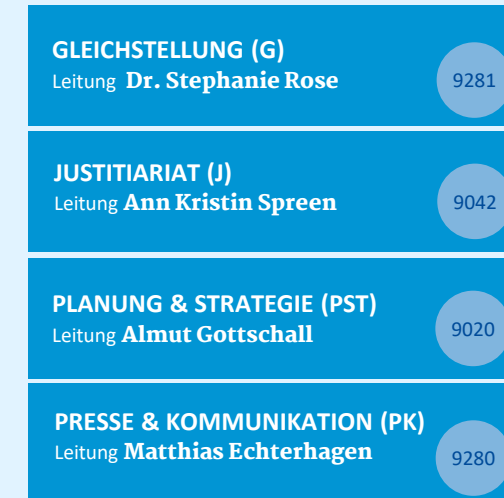 GLEICHSTELLUNG (G)
Leitung Dr. Stephanie Rose
9281
JUSTITIARIAT (J)
Leitung Ann Kristin Spreen
9042
PLANUNG & STRATEGIE (PST)
Leitung Almut Gottschall
9020
PRESSE & KOMMUNIKATION (PK)
Leitung Matthias Echterhagen
9280